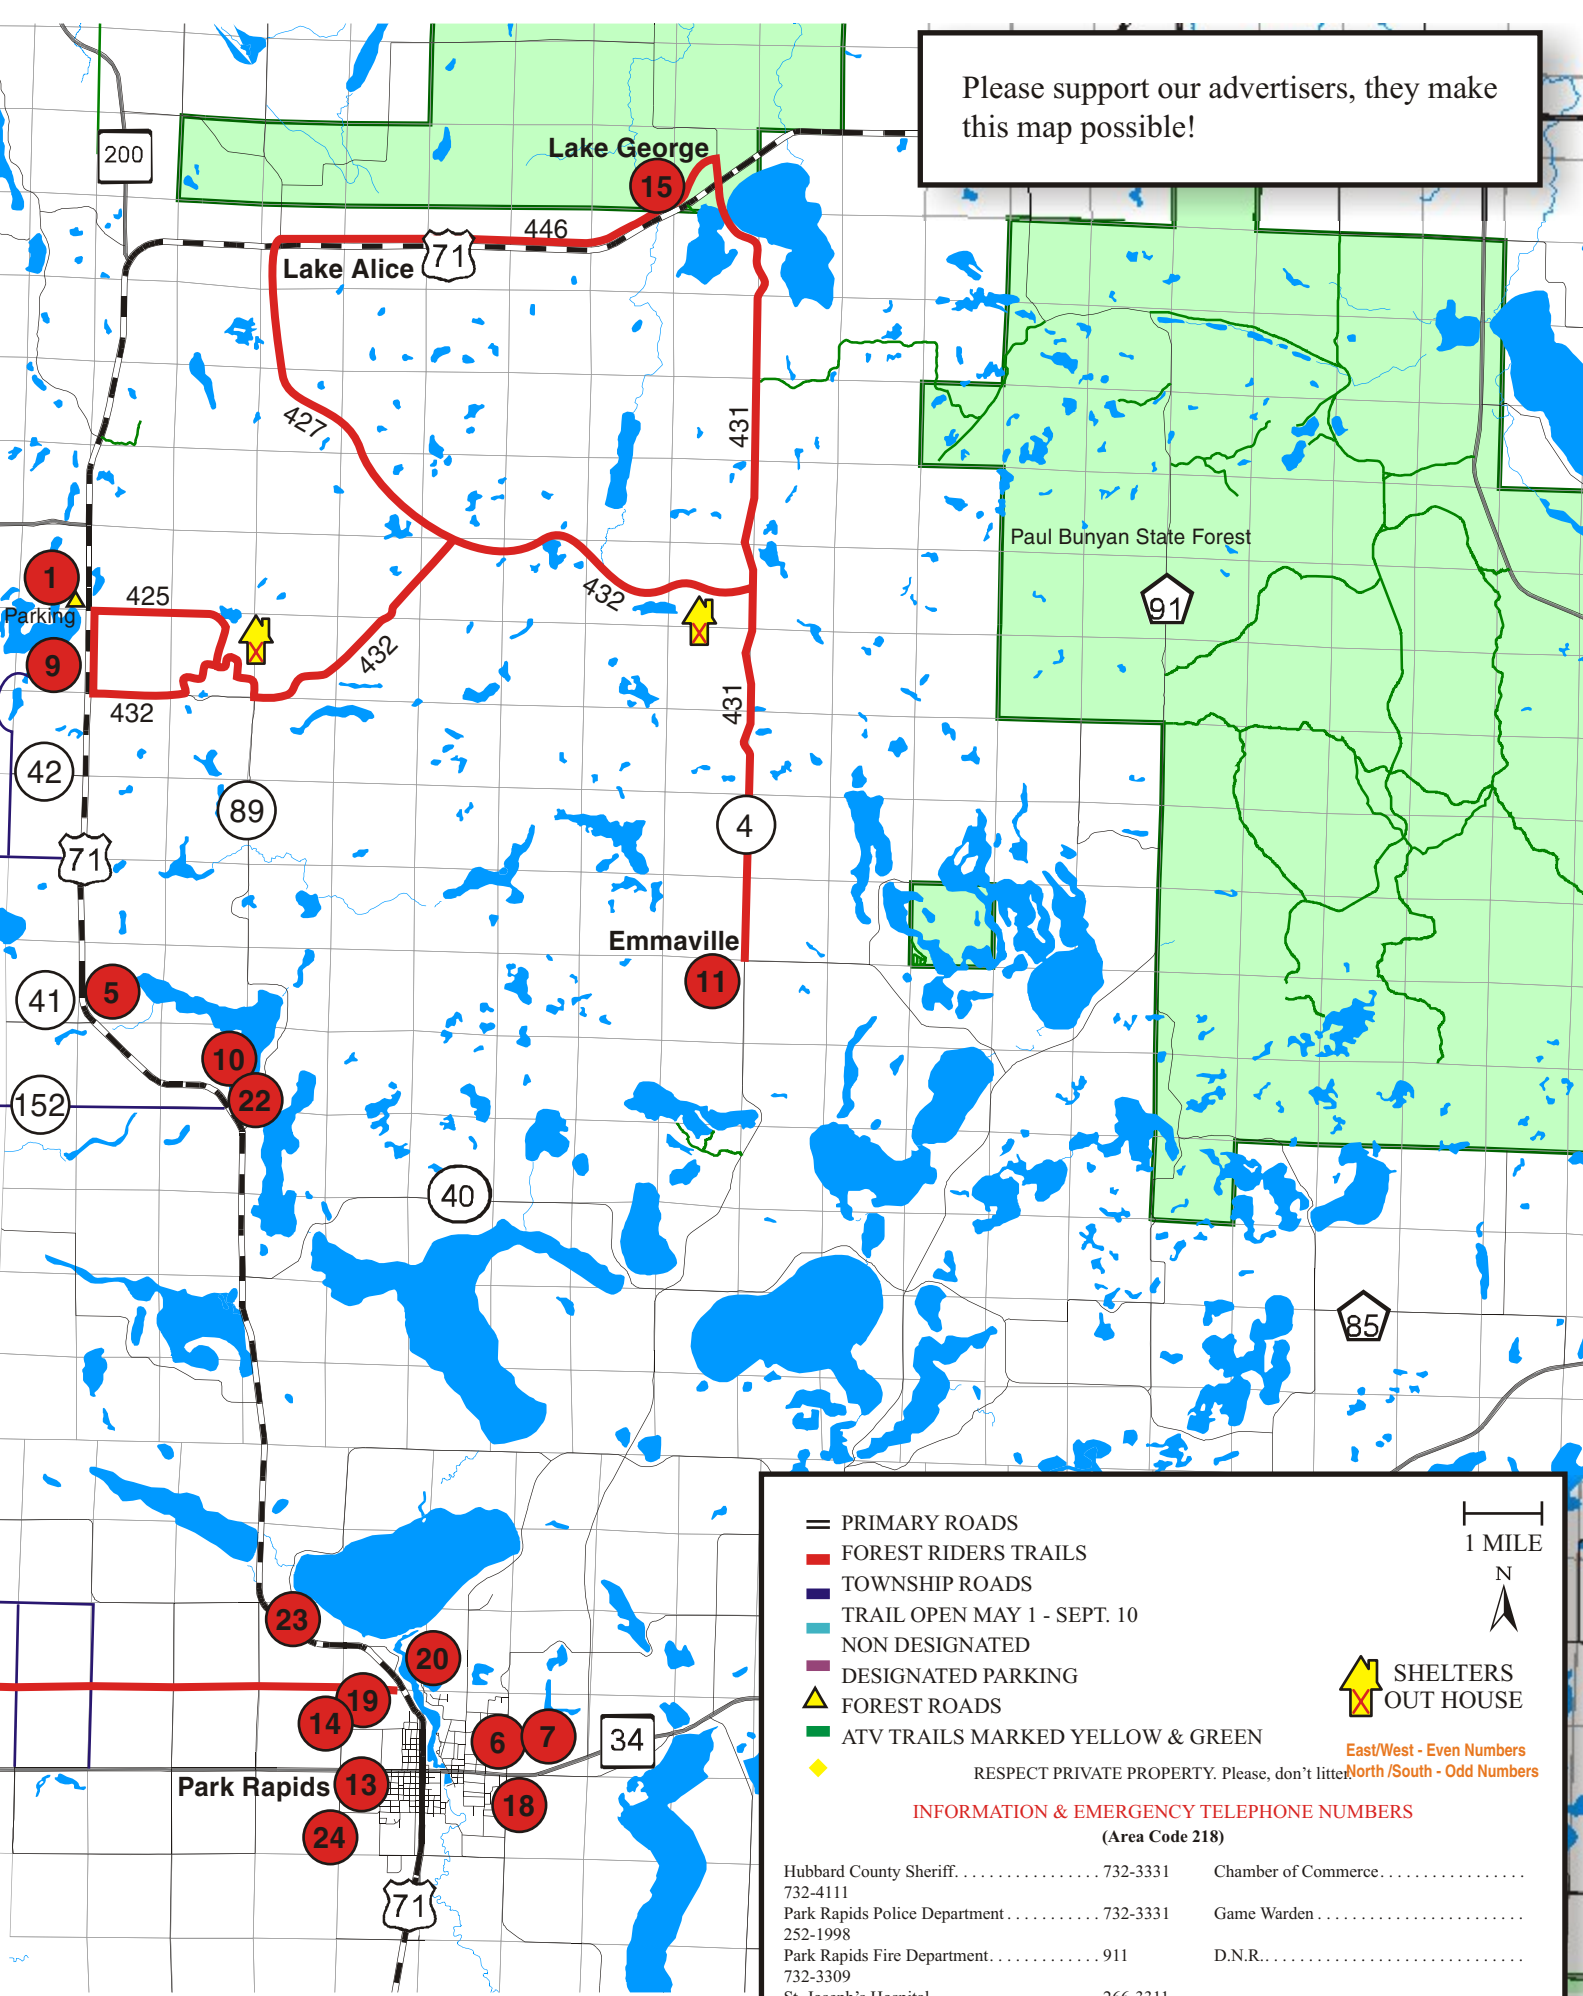 Please support our advertisers, they make
this map possible!
200
Lake George
15
446
71
Lake Alice
427
431
Paul Bunyan State Forest
1
425
Parking
432
91
9
432
431
432
42
89
4
71
Emmaville
11
41
5
10
22
152
40
85
23
20
19
14
6
7
34
Park Rapids
13
18
24
71
PRIMARY ROADS
FOREST RIDERS TRAILS
TOWNSHIP ROADS
TRAIL OPEN MAY 1 - SEPT. 10
NON DESIGNATED
DESIGNATED PARKING
FOREST ROADS
ATV TRAILS MARKED YELLOW & GREEN
1 MILE
N
SHELTERS
OUT HOUSE
East/West - Even Numbers
North /South - Odd Numbers
RESPECT PRIVATE PROPERTY. Please, don't litter.
INFORMATION & EMERGENCY TELEPHONE NUMBERS
(Area Code 218)
Hubbard County Sheriff. . . . . . . . . . . . . . . . 732-3331 Chamber of Commerce. . . . . . . . . . . . . . . .
732-4111
Park Rapids Police Department . . . . . . . . . . . 732-3331 Game Warden . . . . . . . . . . . . . . . . . . . . . . .
252-1998
Park Rapids Fire Department. . . . . . . . . . . . . 911 D.N.R.. . . . . . . . . . . . . . . . . . . . . . . . . . . . .
732-3309
St. Joseph's Hospital . . . . . . . . . . . . . . . . . . . 266-3311